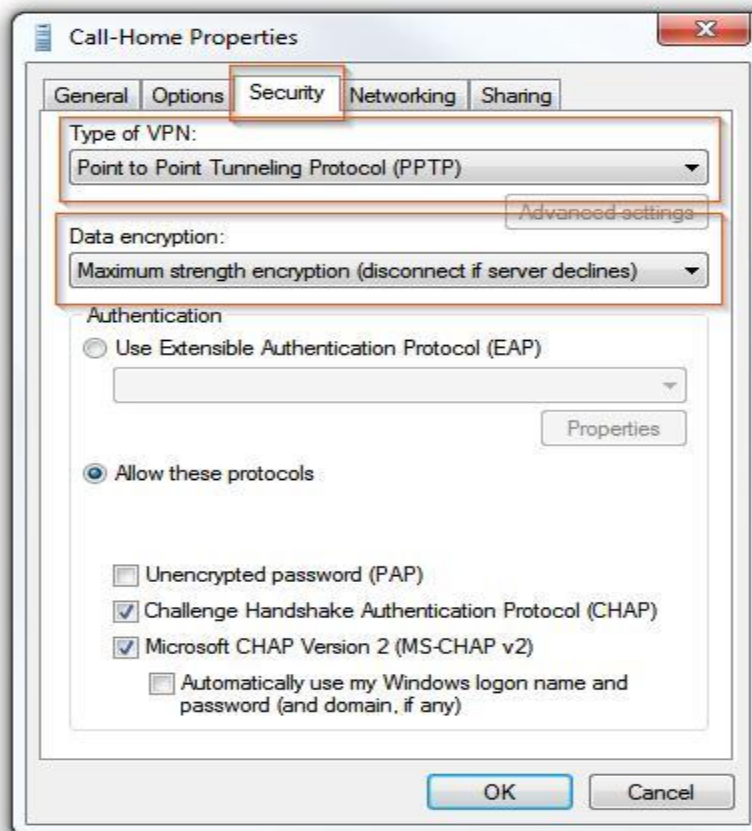 Call-Home Properties
General Options Security Networking Sharing
Type of VPN:
Point to Point Tunneling Protocol (PPTP)
Advanced settings
Data encryption:
Maximum strength encryption (disconnect if server declines)
Authentication
Use Extensible Authentication Protocol (EAP)
Properties
Allow these protocols
Unencrypted password (PAP)
Challenge Handshake Authentication Protocol (CHAP)
Microsoft CHAP Version 2 (MS-CHAP v2)
Automatically use my Windows logon name and
password (and domain, if any)
OK Cancel